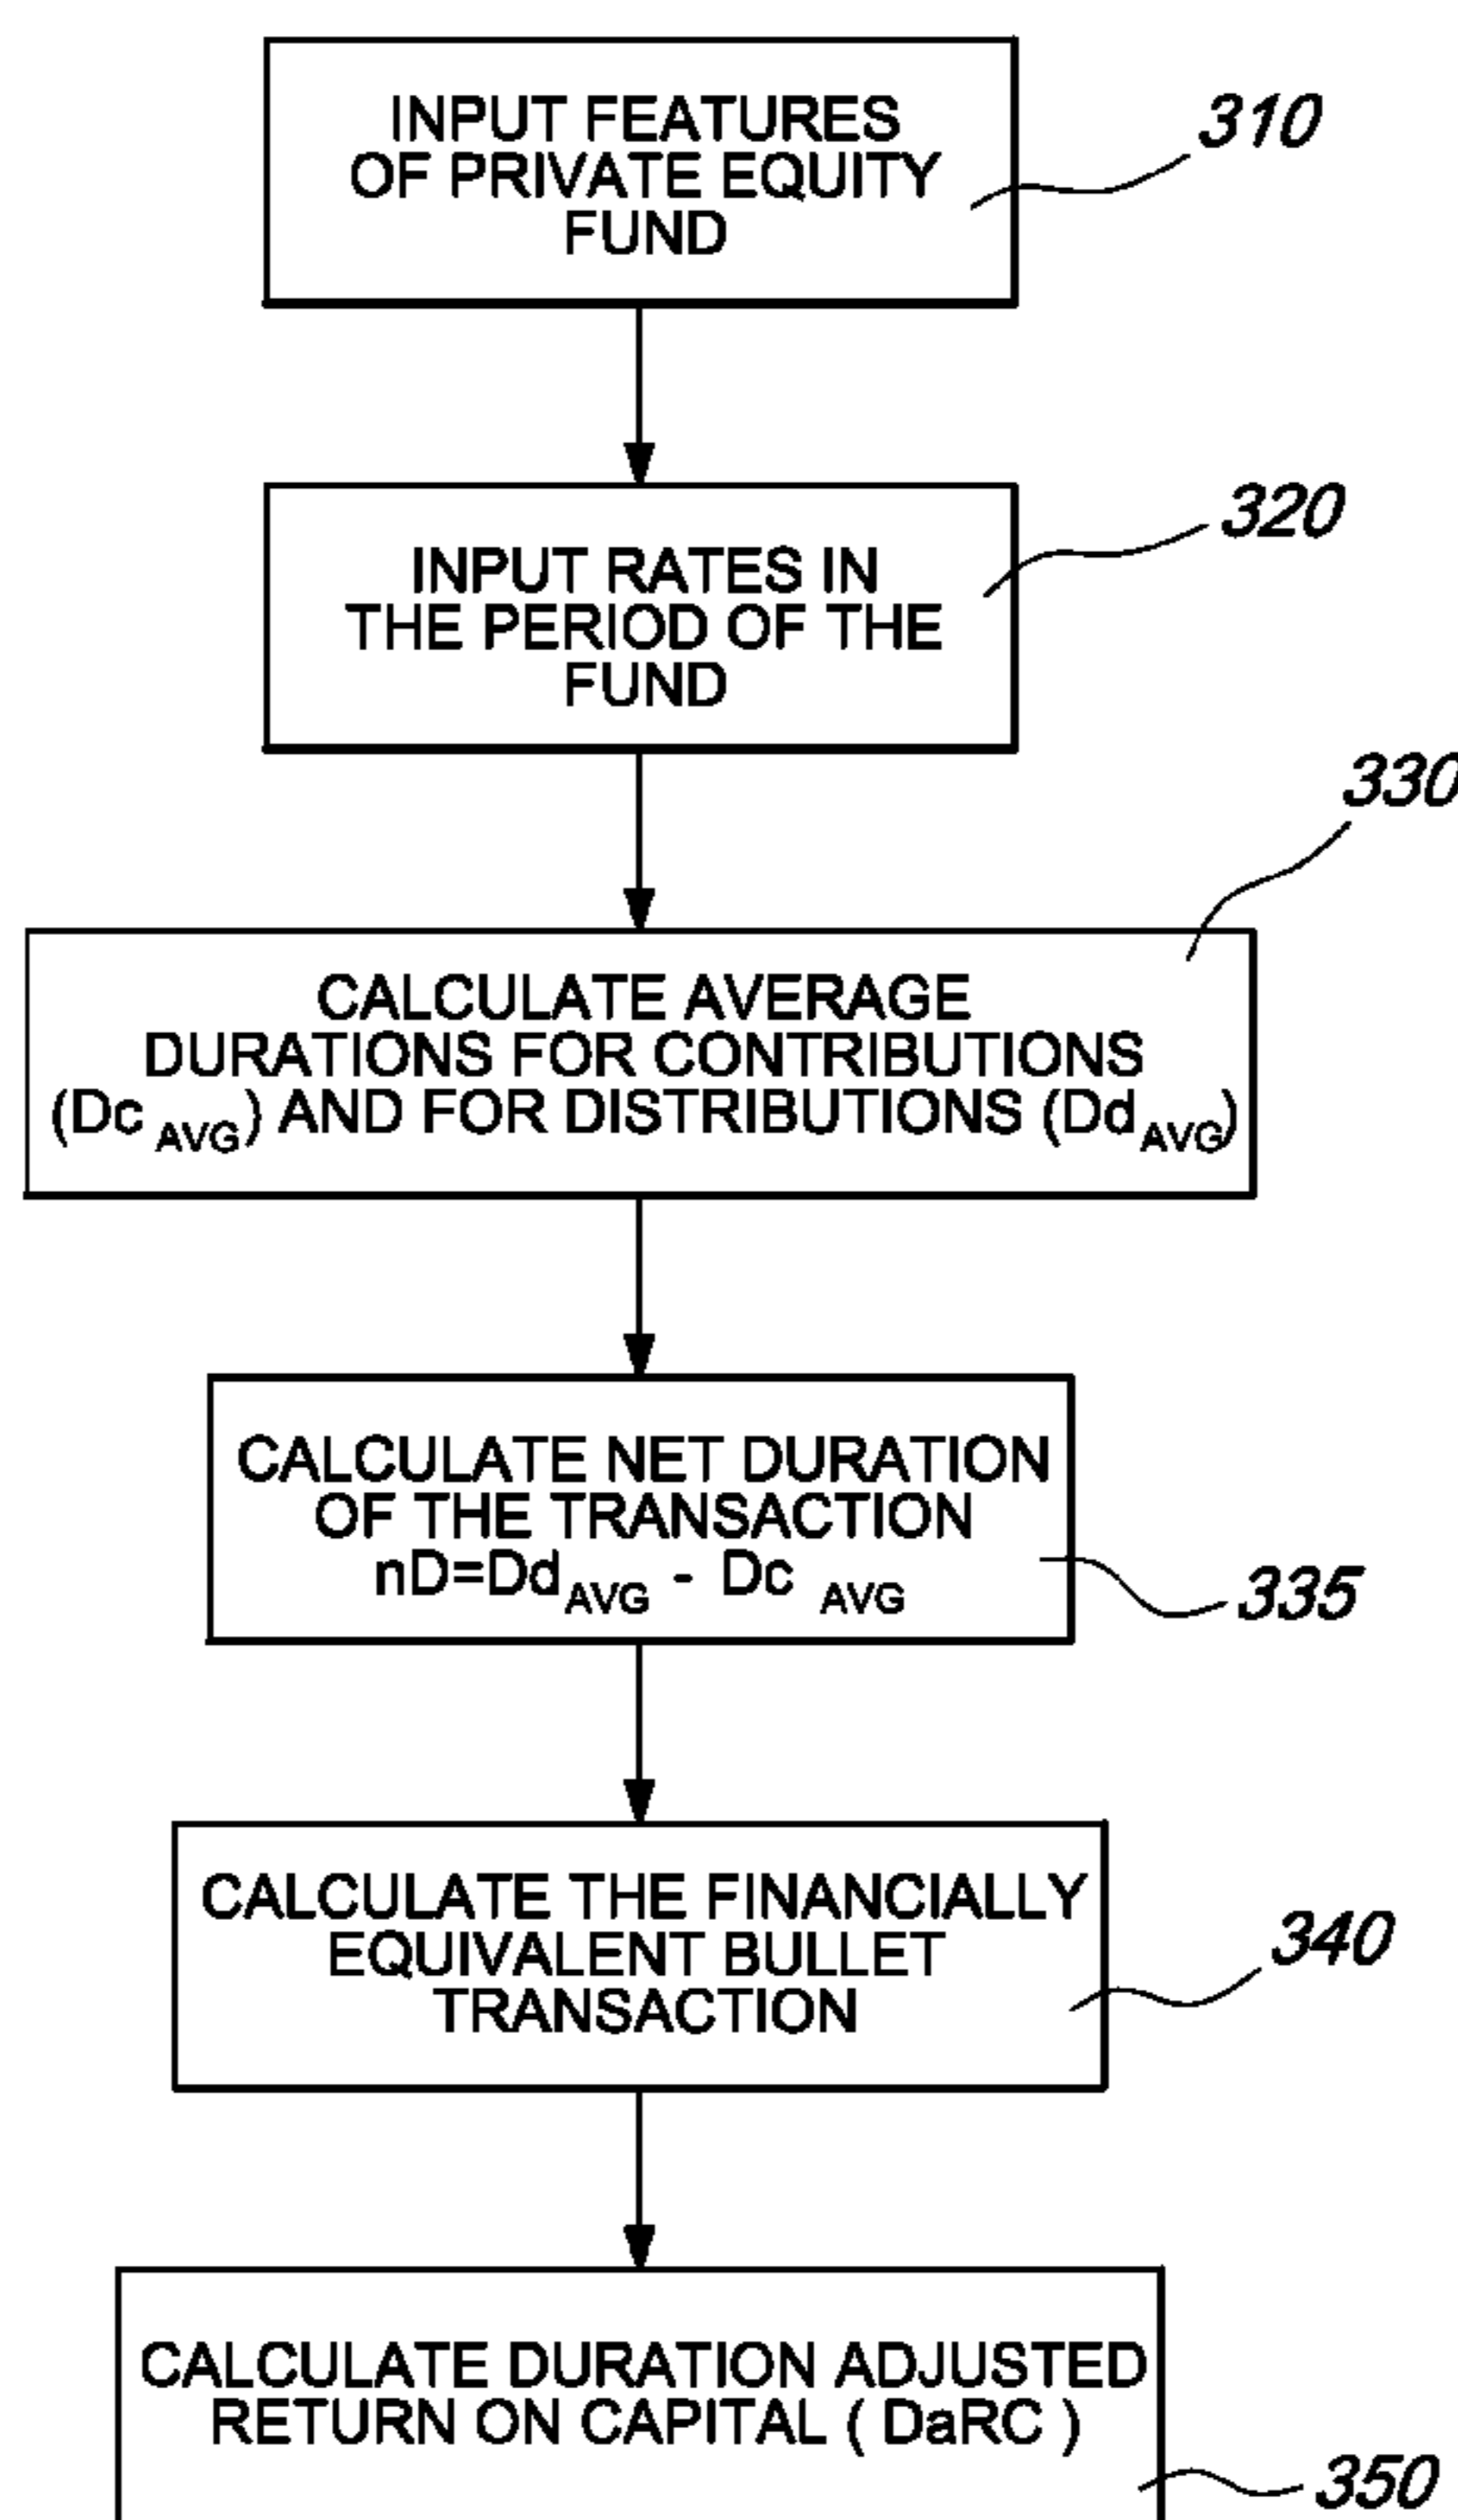 INPUT FEATURES
OF PRIVATE EQUITY
FUND
310
INPUT RATES IN
THE PERIOD OF THE
FUND
320
330
CALCULATE AVERAGE
DURATIONS FOR CONTRIBUTIONS
(Dc AVG) AND FOR DISTRIBUTIONS (Dd AVG)
CALCULATE NET DURATION
OF THE TRANSACTION
nD=Dd AVG - Dc AVG
335
CALCULATE THE FINANCIALLY
EQUIVALENT BULLET
TRANSACTION
340
CALCULATE DURATION ADJUSTED
RETURN ON CAPITAL ( DaRC )
350